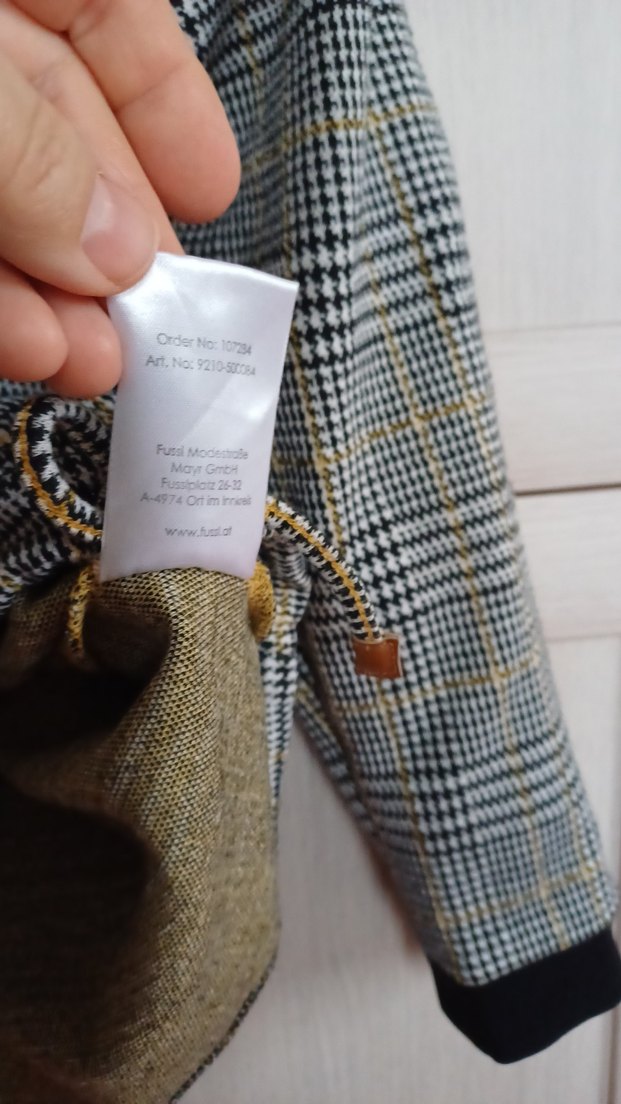 Order No: 107284
Art. No: 9210-500084
Fussl Modestraße
Mayr GmbH
Fusslplatz 26-32
A-4974 Ort im Innkreis
www.fussl.at